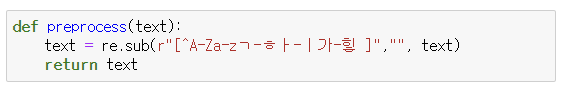 def preprocess(text):
    text = re.sub(r"[^A-Za-zㄱ-ㅎㅏ-ㅣ가-힣 ]","", text)
    return text